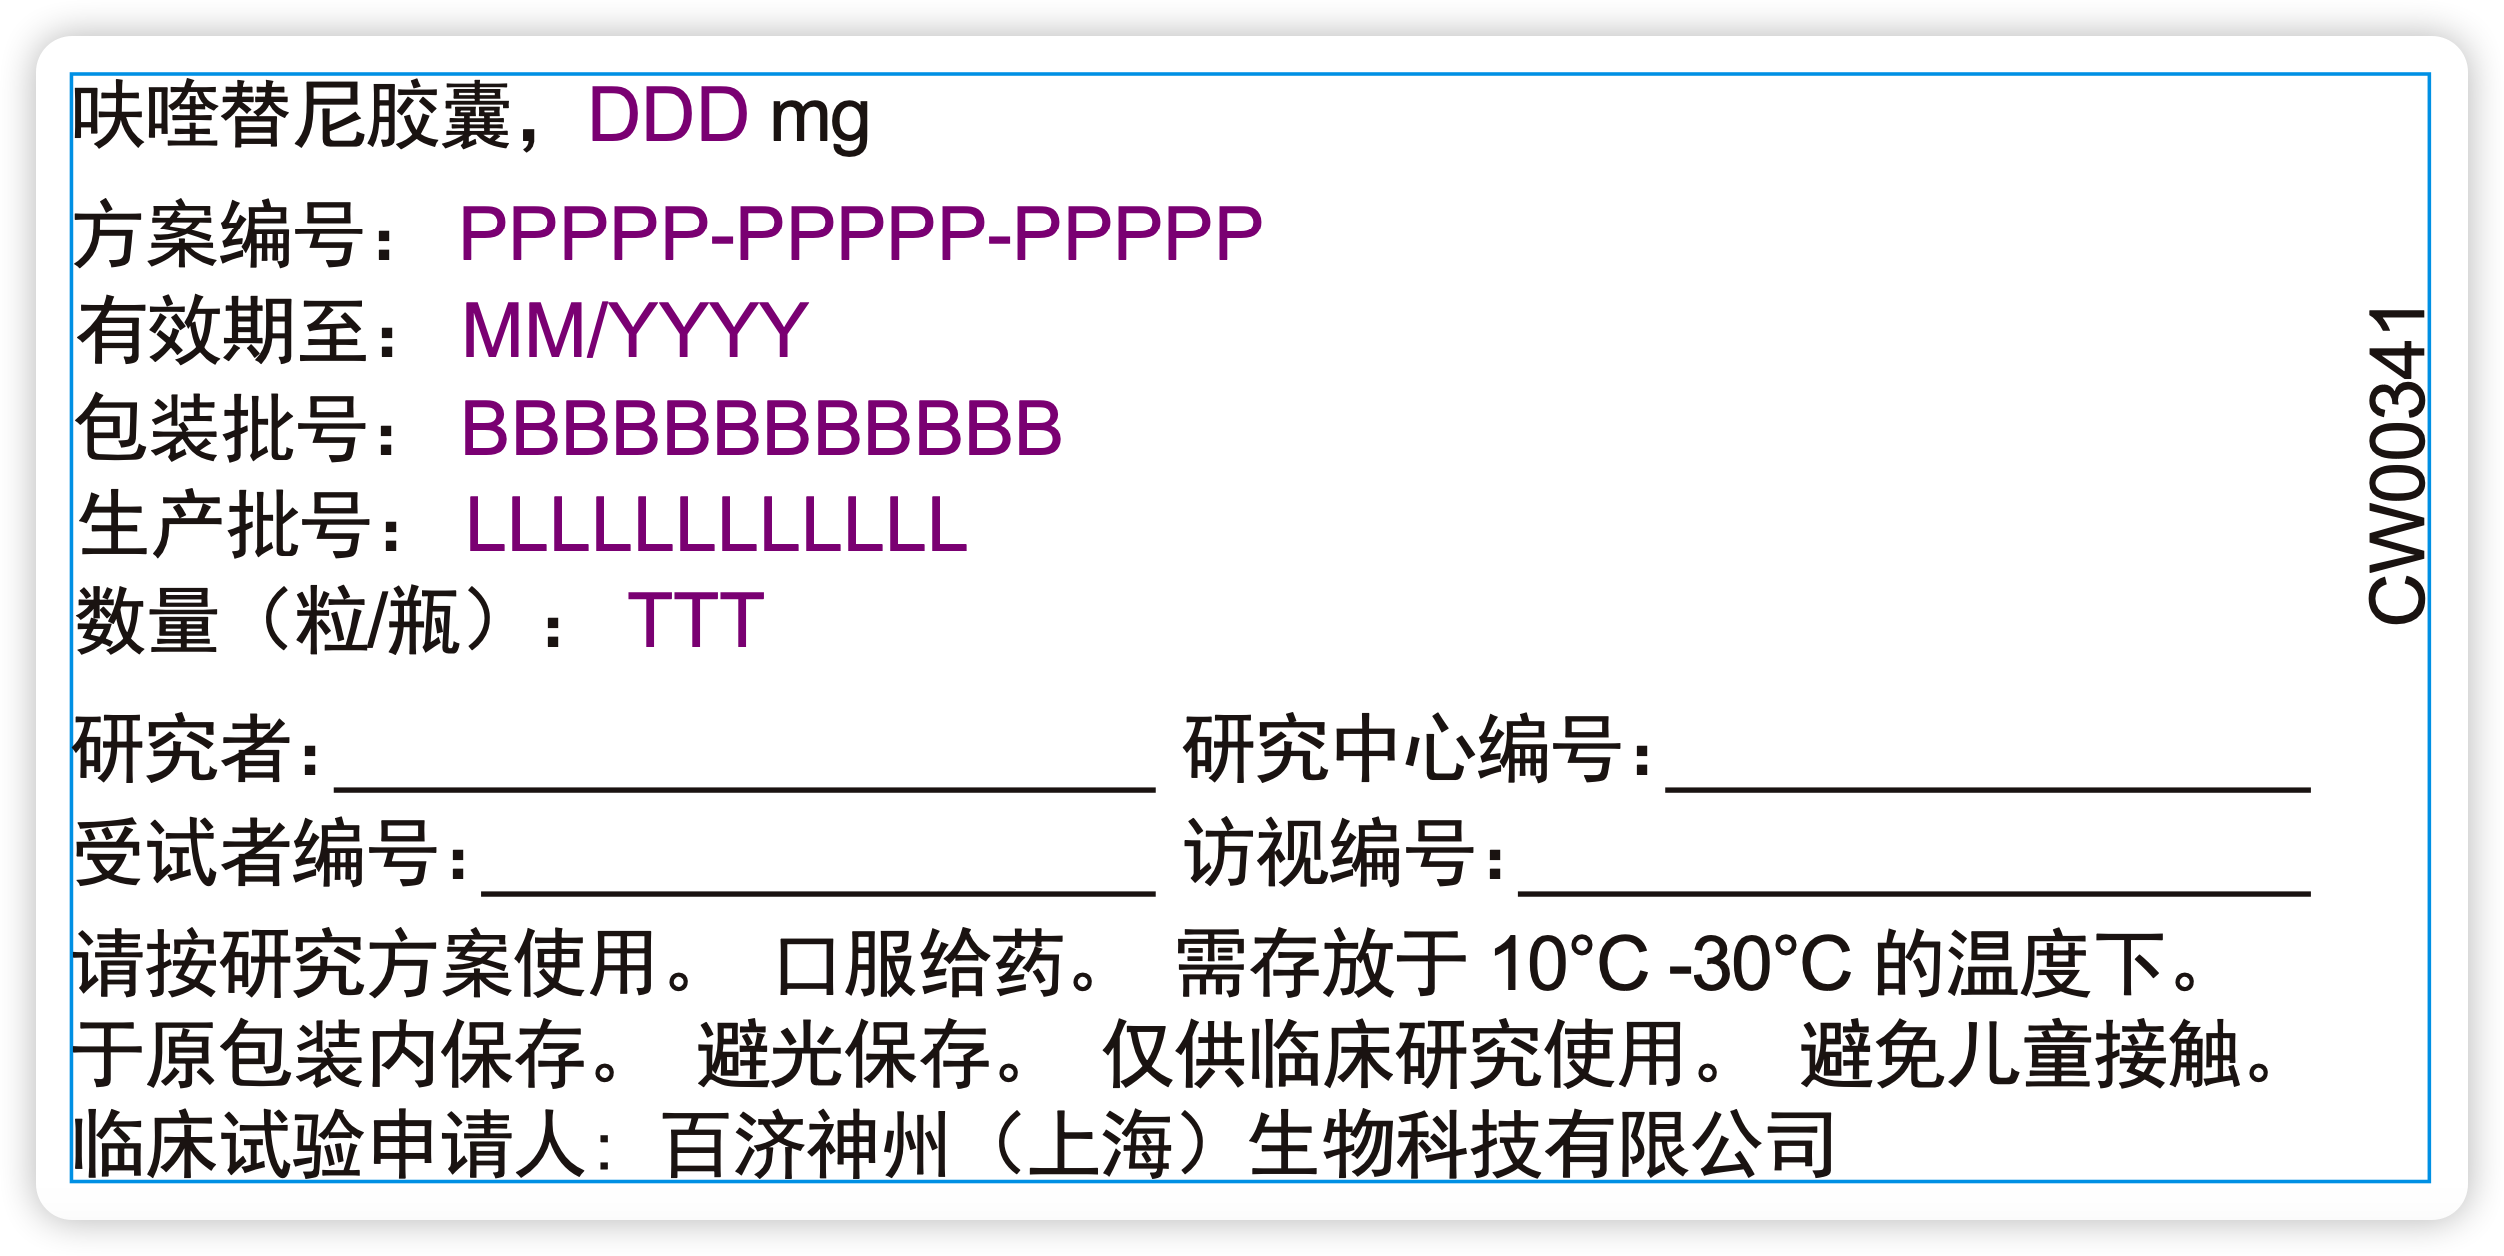 呋喹替尼胶囊，DDD mg
方案编号： PPPPP-PPPPP-PPPPP
有效期至： MM/YYYY
包装批号： BBBBBBBBBBBB
生产批号： LLLLLLLLLLLL
数量（粒/瓶）： TTT
研究者：__________ 研究中心编号：__________
受试者编号：__________ 访视编号：__________
请按研究方案使用。 口服给药。 需存放于 10°C -30°C 的温度下。
于原包装内保存。 避光保存。 仅供临床研究使用。 避免儿童接触。
临床试验申请人：百济神州（上海）生物科技有限公司
CW00341